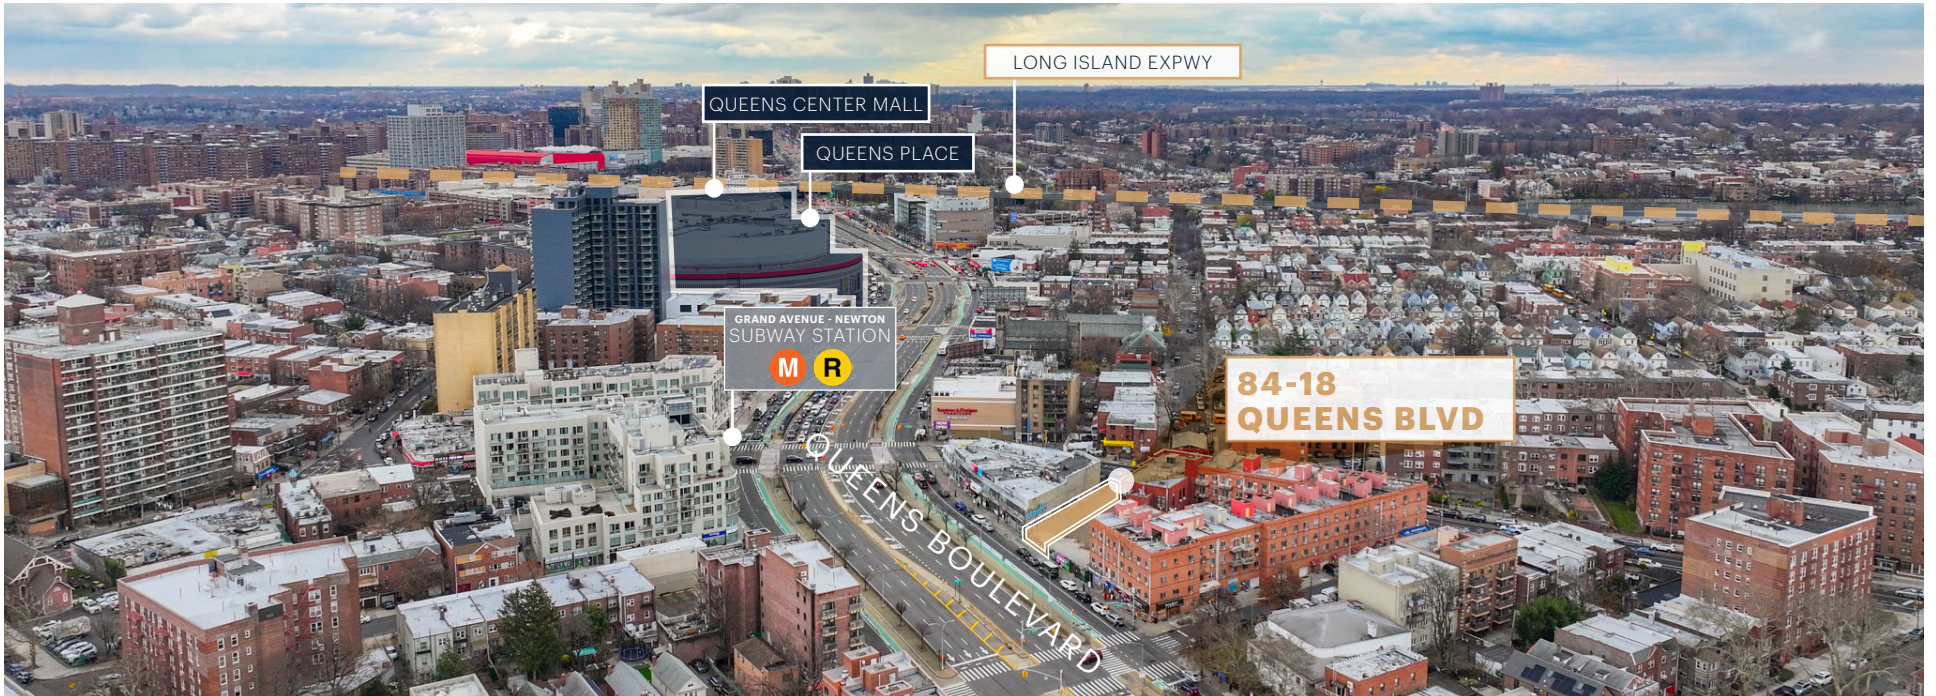 LONG ISLAND EXPWY
QUEENS CENTER MALL
QUEENS PLACE
GRAND AVENUE - NEWTON
SUBWAY STATION
M R
84-18
QUEENS BLVD
QUEENS BOULEVARD